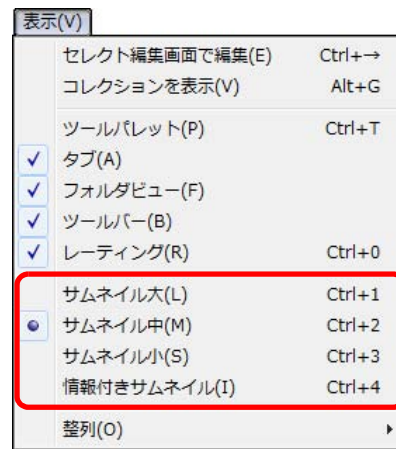 表示(V)
セレクト編集画面で編集(E) Ctrl+→
コレクションを表示(V) Alt+G
ツールパレット(P) Ctrl+T
タブ(A)
フォルダビュー(F)
ツールバー(B)
レーティング(R) Ctrl+0
サムネイル大(L) Ctrl+1
サムネイル中(M) Ctrl+2
サムネイル小(S) Ctrl+3
情報付きサムネイル(I) Ctrl+4
整列(O)